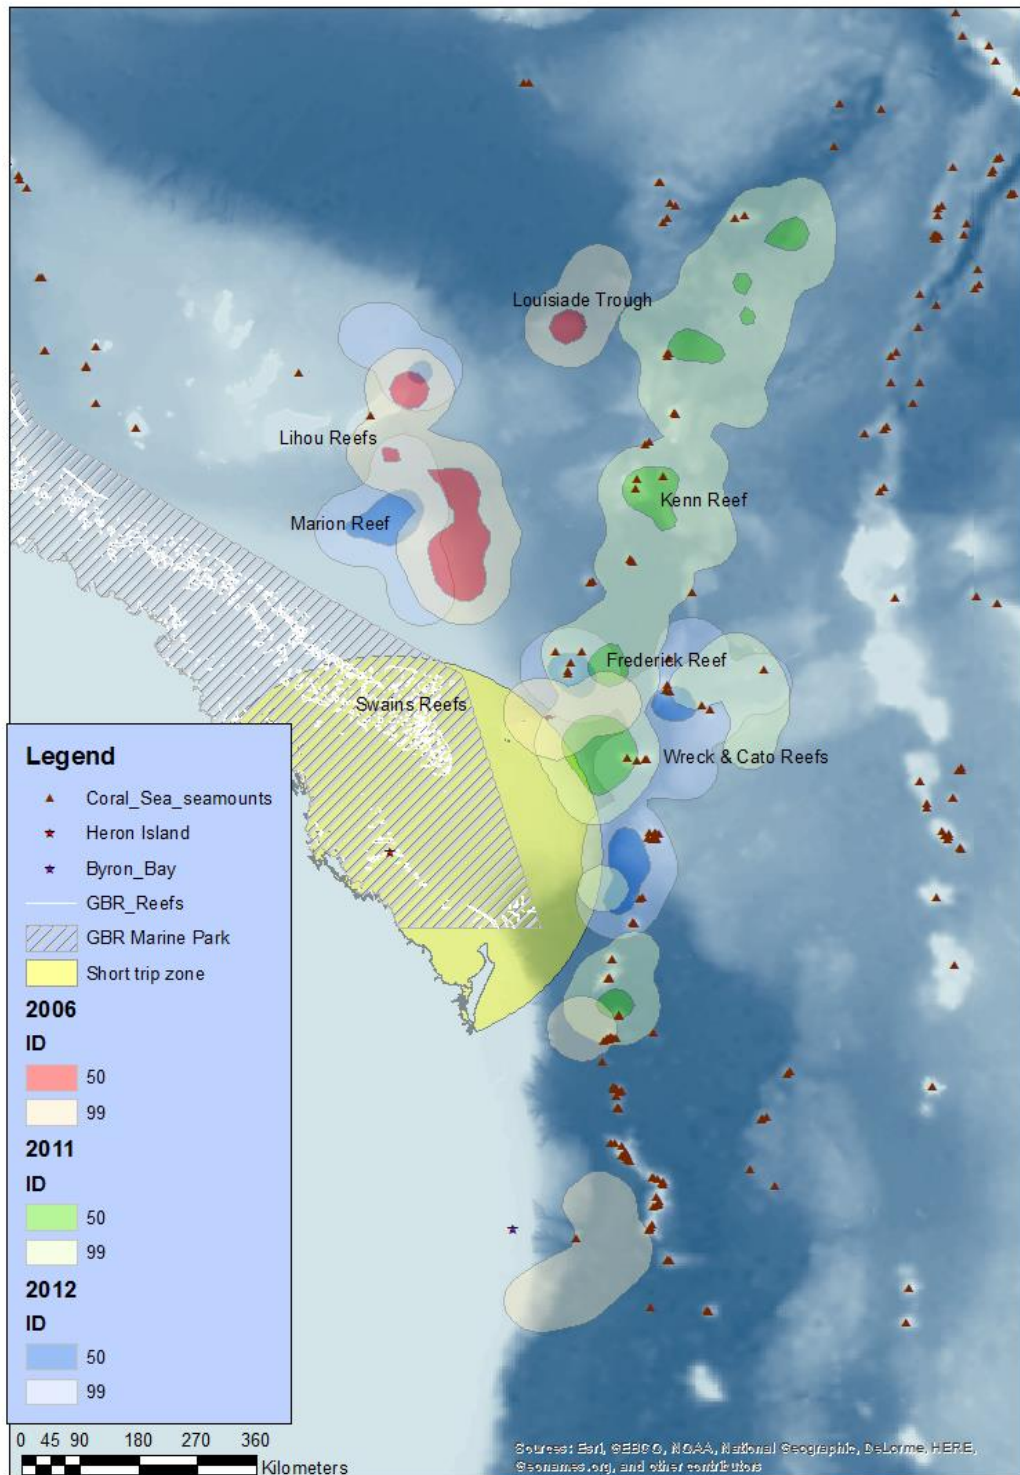 Louisiade Trough
Lihou Reefs
Kenn Reef
Marion Reef
Frederick Reef
Swains Reefs
Wreck & Cato Reefs
Legend
Coral_Sea_seamounts
Heron Island
Byron_Bay
GBR_Reefs
GBR Marine Park
Short trip zone
2006
ID
50
99
2011
ID
50
99
2012
ID
50
99
0 45 90 180 270 360
Kilometers
Sources: Esri, GEBCO, NOAA, National Geographic, DeLorme, HERE,
Geonames.org, and other contributors